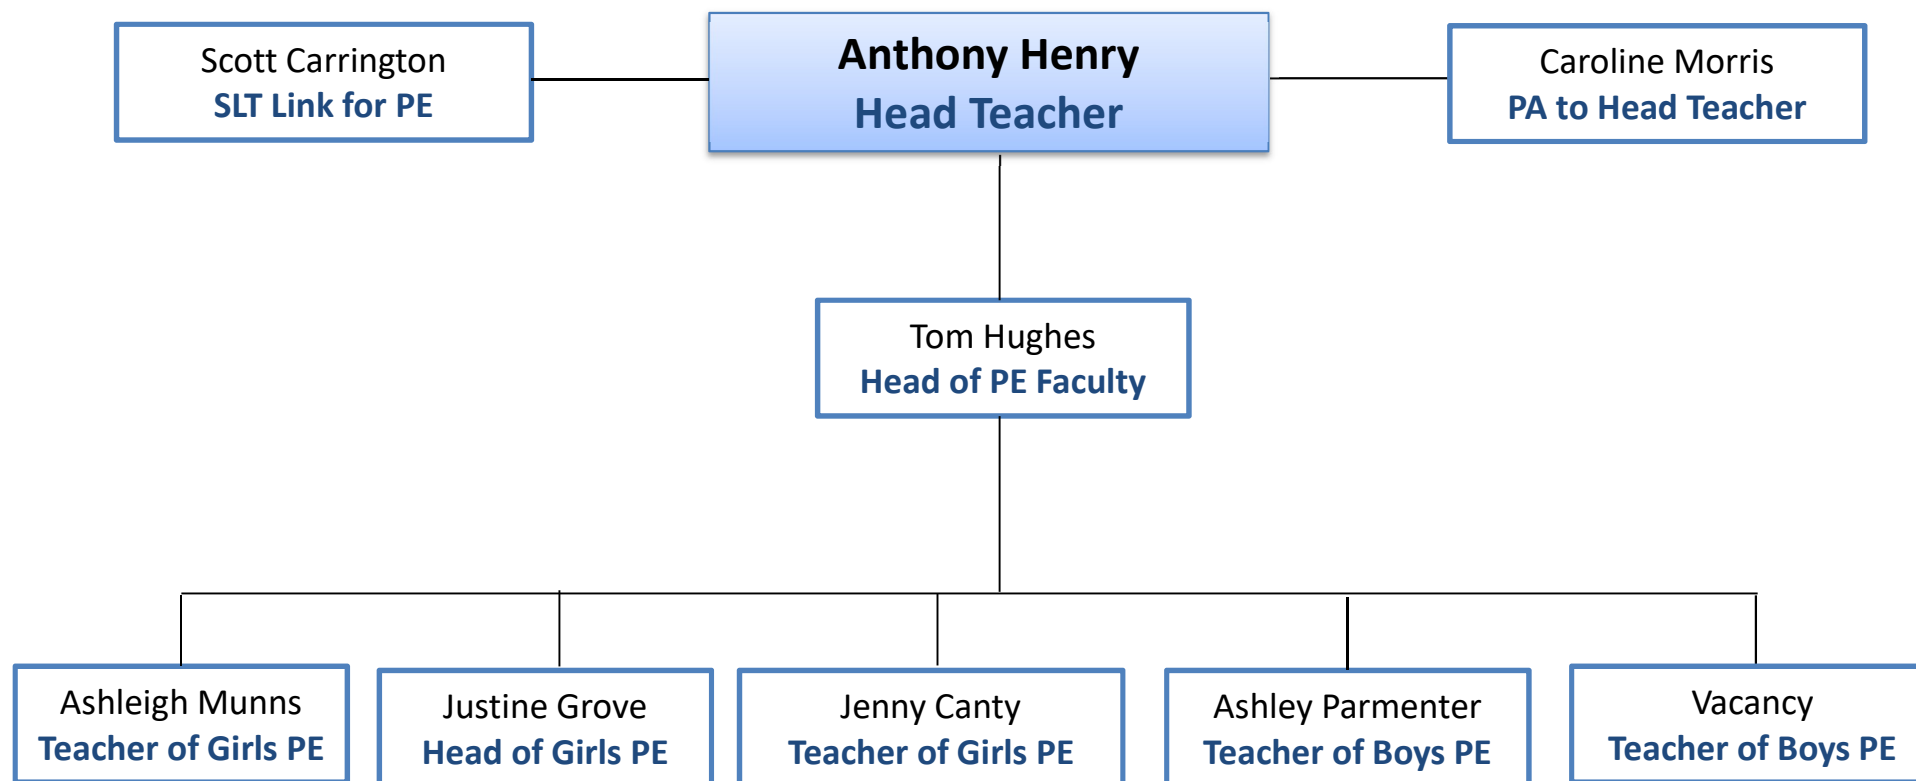 Scott Carrington
SLT Link for PE
Anthony Henry
Head Teacher
Caroline Morris
PA to Head Teacher
Tom Hughes
Head of PE Faculty
Ashleigh Munns
Teacher of Girls PE
Justine Grove
Head of Girls PE
Jenny Canty
Teacher of Girls PE
Ashley Parmenter
Teacher of Boys PE
Vacancy
Teacher of Boys PE